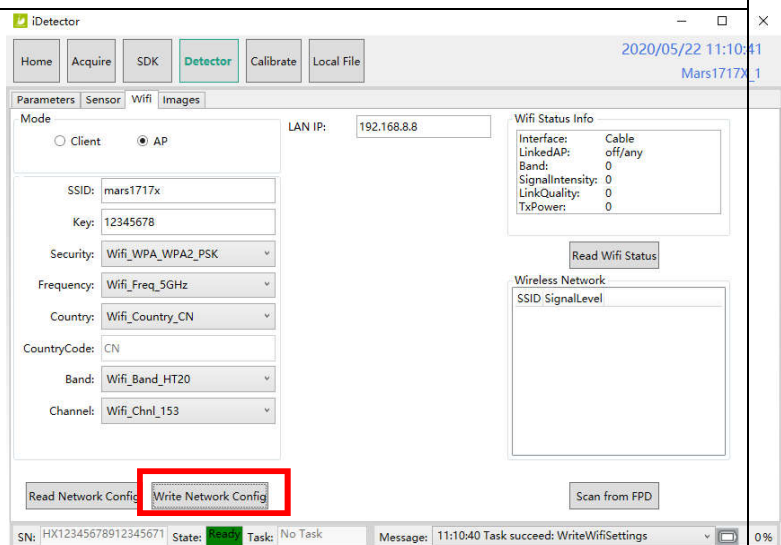 iDetector
Home Acquire SDK Detector Calibrate Local File
2020/05/22 11:10:41
Mars1717X_1
Parameters Sensor Wifi Images
Mode
Client AP
LAN IP: 192.168.8.8
SSID: mars1717x
Key: 12345678
Security: Wifi_WPA_WPA2_PSK
Frequency: Wifi_Freq_5GHz
Country: Wifi_Country_CN
CountryCode: CN
Band: Wifi_Band_HT20
Channel: Wifi_Chnl_153
Wifi Status Info
Interface: Cable
LinkedAP: off/any
Band: 0
SignalIntensity: 0
LinkQuality: 0
TxPower: 0
Read Wifi Status
Wireless Network
SSID SignalLevel
Read Network Config Write Network Config
Scan from FPD
SN: HX12345678912345671 State: Ready Task: No Task Message: 11:10:40 Task succeed: WriteWifiSettings 0%